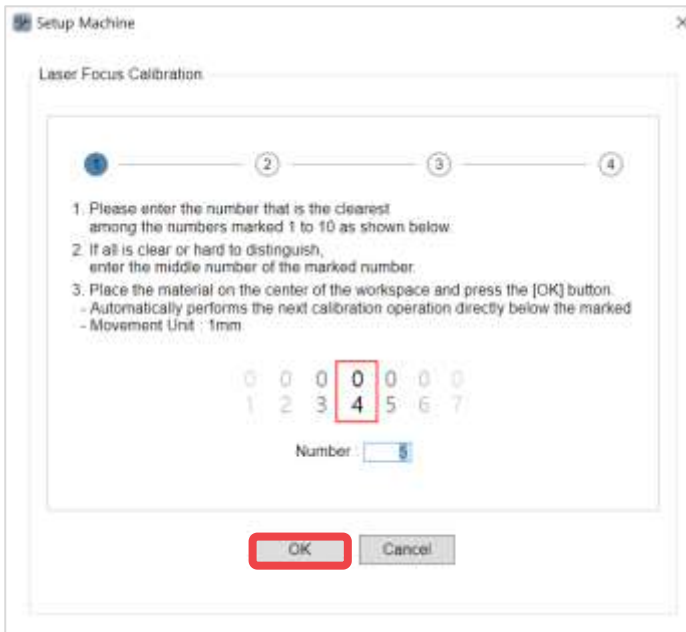 Setup Machine
Laser Focus Calibration
1 2 3 4
1. Please enter the number that is the clearest
among the numbers marked 1 to 10 as shown below.
2. If all is clear or hard to distinguish,
enter the middle number of the marked number.
3. Place the material on the center of the workspace and press the [OK] button.
- Automatically performs the next calibration operation directly below the marked
- Movement Unit : 1mm
0 0 0 0 0 0 0
1 2 3 4 5 6 7
Number : 5
OK Cancel